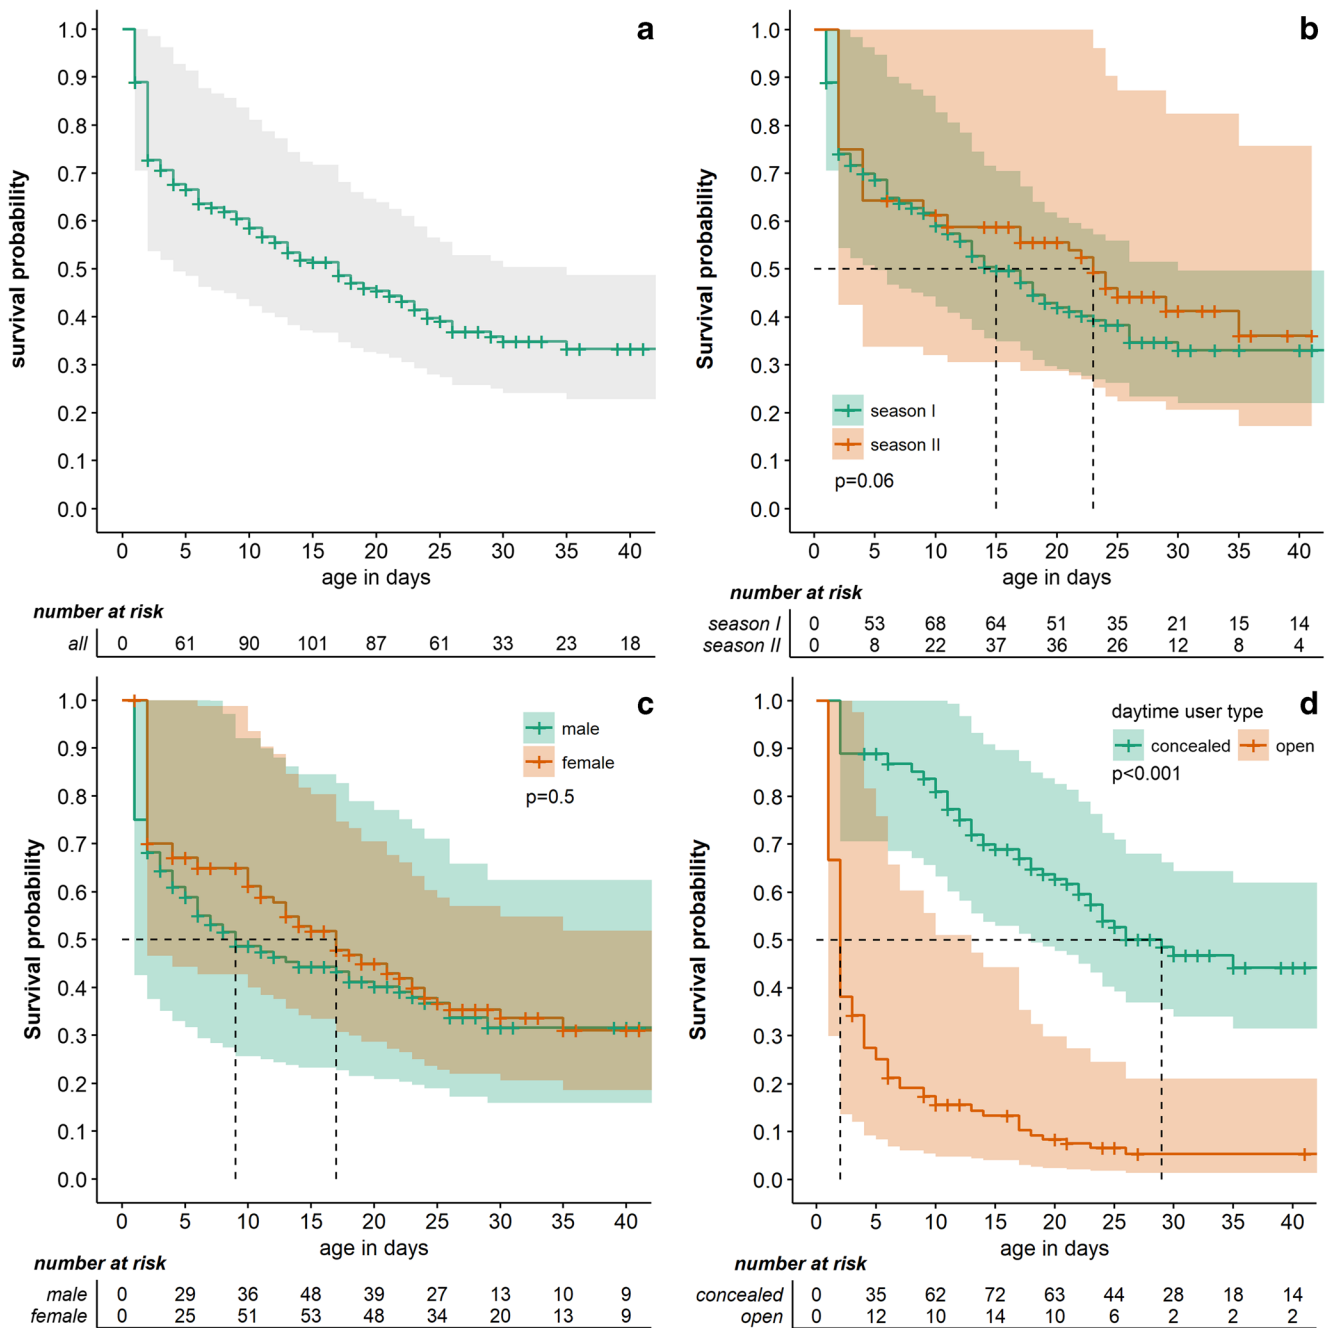 a
1.0
0.9
0.8
0.7
0.6
0.5
0.4
0.3
0.2
0.1
0.0
survival probability
0 5 10 15 20 25 30 35 40
age in days
number at risk
all 0 61 90 101 87 61 33 23 18
b
1.0
0.9
0.8
0.7
0.6
0.5
0.4
0.3
0.2
0.1
0.0
Survival probability
season I
season II
p=0.06
0 5 10 15 20 25 30 35 40
age in days
number at risk
season I 0 53 68 64 51 35 21 15 14
season II 0 8 22 37 36 26 12 8 4
c
1.0
0.9
0.8
0.7
0.6
0.5
0.4
0.3
0.2
0.1
0.0
Survival probability
male
female
p=0.5
0 5 10 15 20 25 30 35 40
age in days
number at risk
male 0 29 36 48 39 27 13 10 9
female 0 25 51 53 48 34 20 13 9
d
1.0
0.9
0.8
0.7
0.6
0.5
0.4
0.3
0.2
0.1
0.0
Survival probability
daytime user type
concealed open
p<0.001
0 5 10 15 20 25 30 35 40
age in days
number at risk
concealed 0 35 62 72 63 44 28 18 14
open 0 12 10 14 10 6 2 2 2